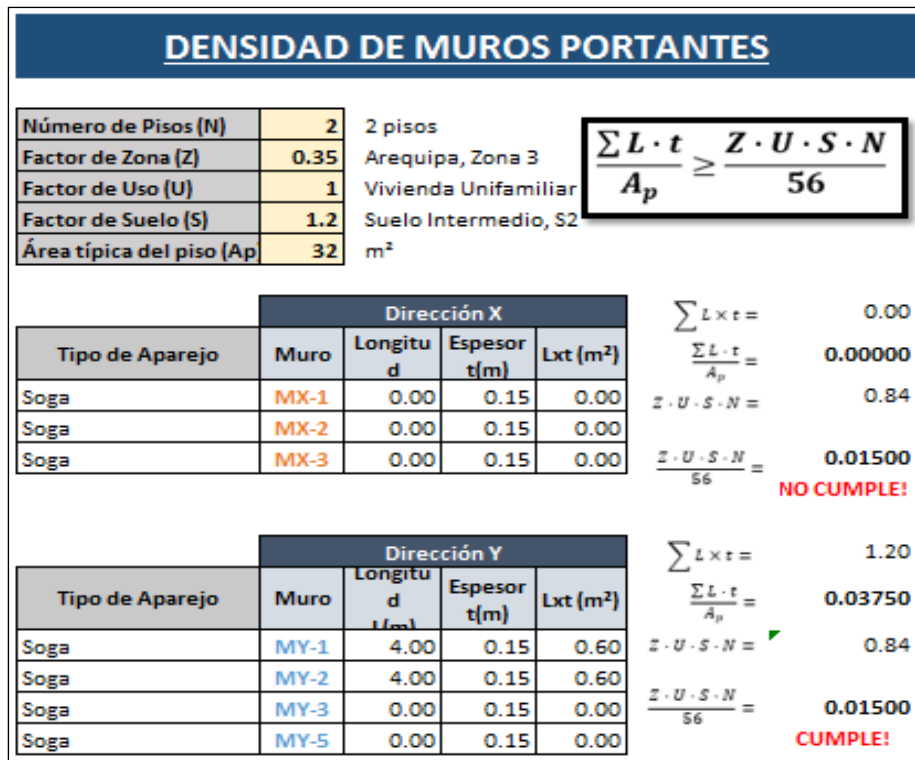 DENSIDAD DE MUROS PORTANTES
Número de Pisos (N) 2 2 pisos
Factor de Zona (Z) 0.35 Arequipa, Zona 3
Factor de Uso (U) 1 Vivienda Unifamiliar
Factor de Suelo (S) 1.2 Suelo Intermedio, S2
Área típica del piso (Ap) 32 m²
∑ L · t / Ap ≥ Z · U · S · N / 56
Dirección X
Tipo de Aparejo Muro Longitu d Espesor t(m) Lxt (m²)
Soga MX-1 0.00 0.15 0.00
Soga MX-2 0.00 0.15 0.00
Soga MX-3 0.00 0.15 0.00
∑ L × t = 0.00
∑ L · t / Ap = 0.00000
Z · U · S · N = 0.84
Z · U · S · N / 56 = 0.01500
NO CUMPLE!
Dirección Y
Tipo de Aparejo Muro Longitu d L(m) Espesor t(m) Lxt (m²)
Soga MY-1 4.00 0.15 0.60
Soga MY-2 4.00 0.15 0.60
Soga MY-3 0.00 0.15 0.00
Soga MY-5 0.00 0.15 0.00
∑ L × t = 1.20
∑ L · t / Ap = 0.03750
Z · U · S · N = 0.84
Z · U · S · N / 56 = 0.01500
CUMPLE!